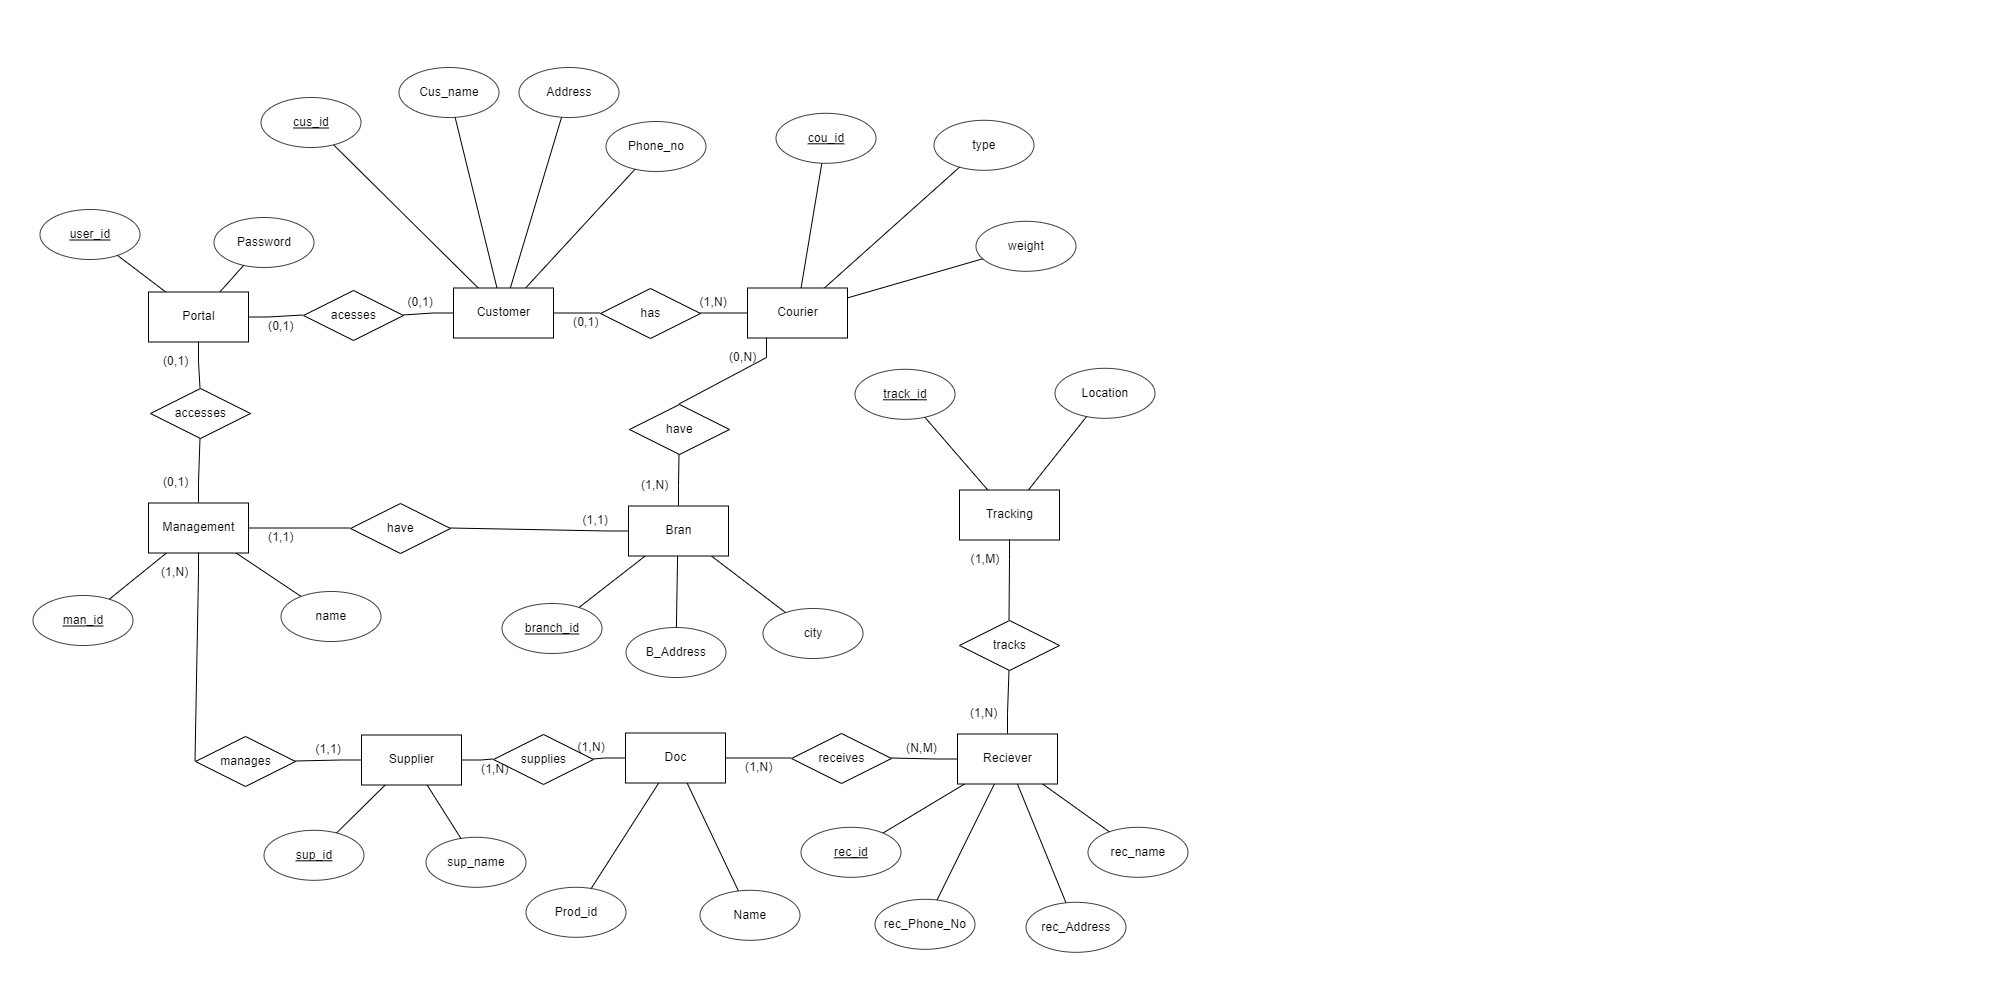 Cus_name
Address
cus_id
Phone_no
cou_id
type
user_id
Password
weight
Portal
(0,1)
acesses
(0,1)
Customer
(0,1)
has
(1,N)
Courier
(0,1)
(0,N)
accesses
have
track_id
Location
(0,1)
(1,N)
Management
(1,1)
have
(1,1)
Bran
Tracking
(1,N)
(1,M)
man_id
name
branch_id
B_Address
city
tracks
(1,N)
manages
(1,1)
Supplier
(1,N)
supplies
(1,N)
Doc
(1,N)
receives
(N,M)
Reciever
sup_id
sup_name
rec_id
rec_name
Prod_id
Name
rec_Phone_No
rec_Address